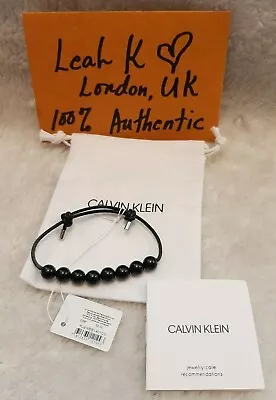 Leah K ♡
London, UK
100% Authentic
CALVIN KLEIN
CALVIN KLEIN
jewelry care
recommendations